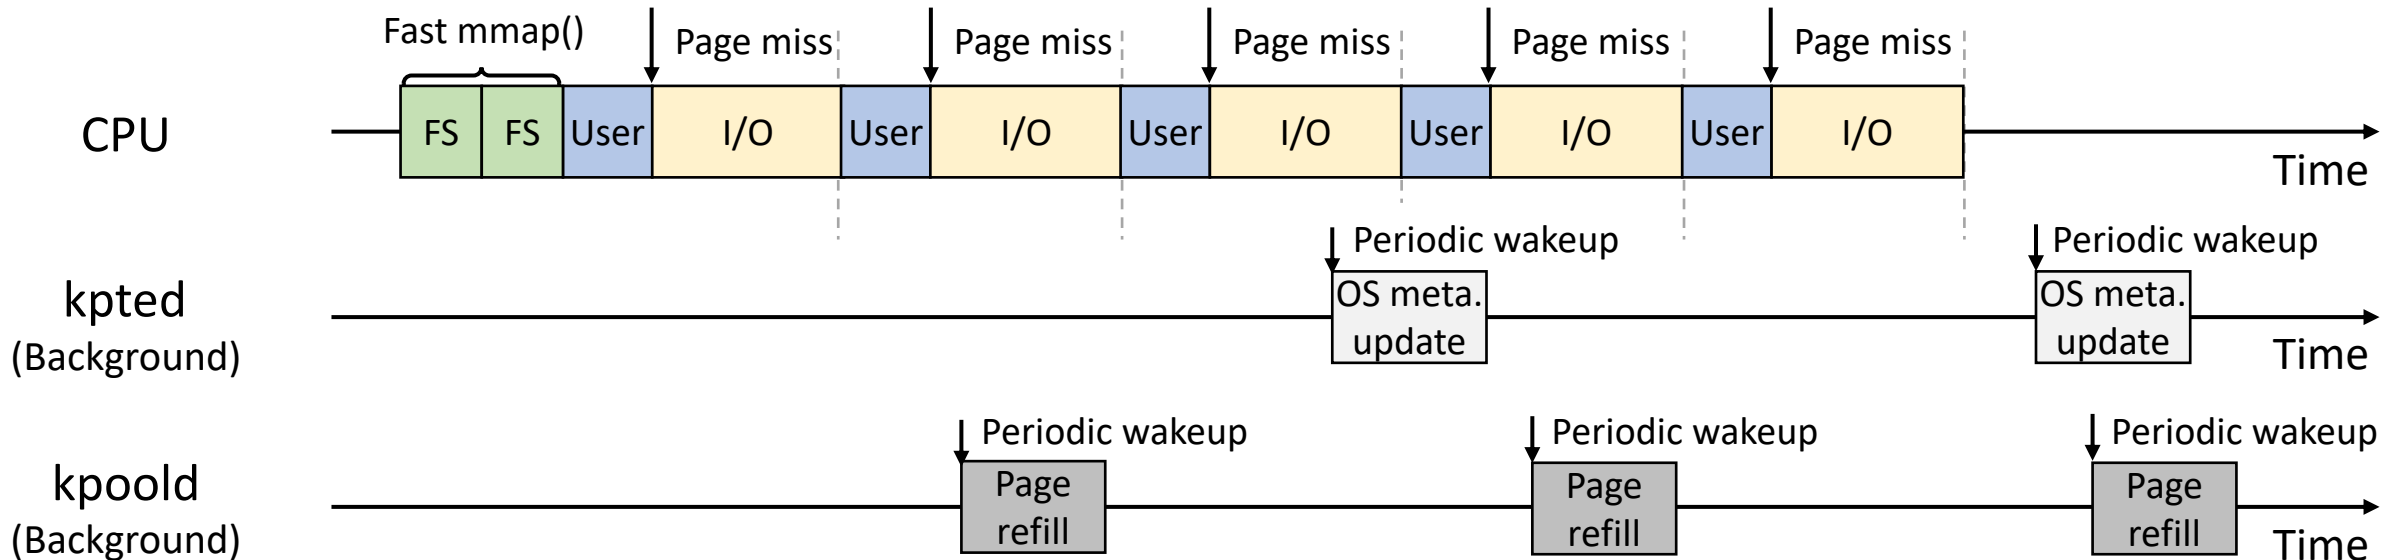 Fast mmap()
Page miss
Page miss
Page miss
Page miss
Page miss
CPU
FS
FS
User
I/O
User
I/O
User
I/O
User
I/O
User
I/O
Time
Periodic wakeup
Periodic wakeup
kpted
(Background)
OS meta.
update
OS meta.
update
Time
Periodic wakeup
Periodic wakeup
Periodic wakeup
kpoold
(Background)
Page
refill
Page
refill
Page
refill
Time